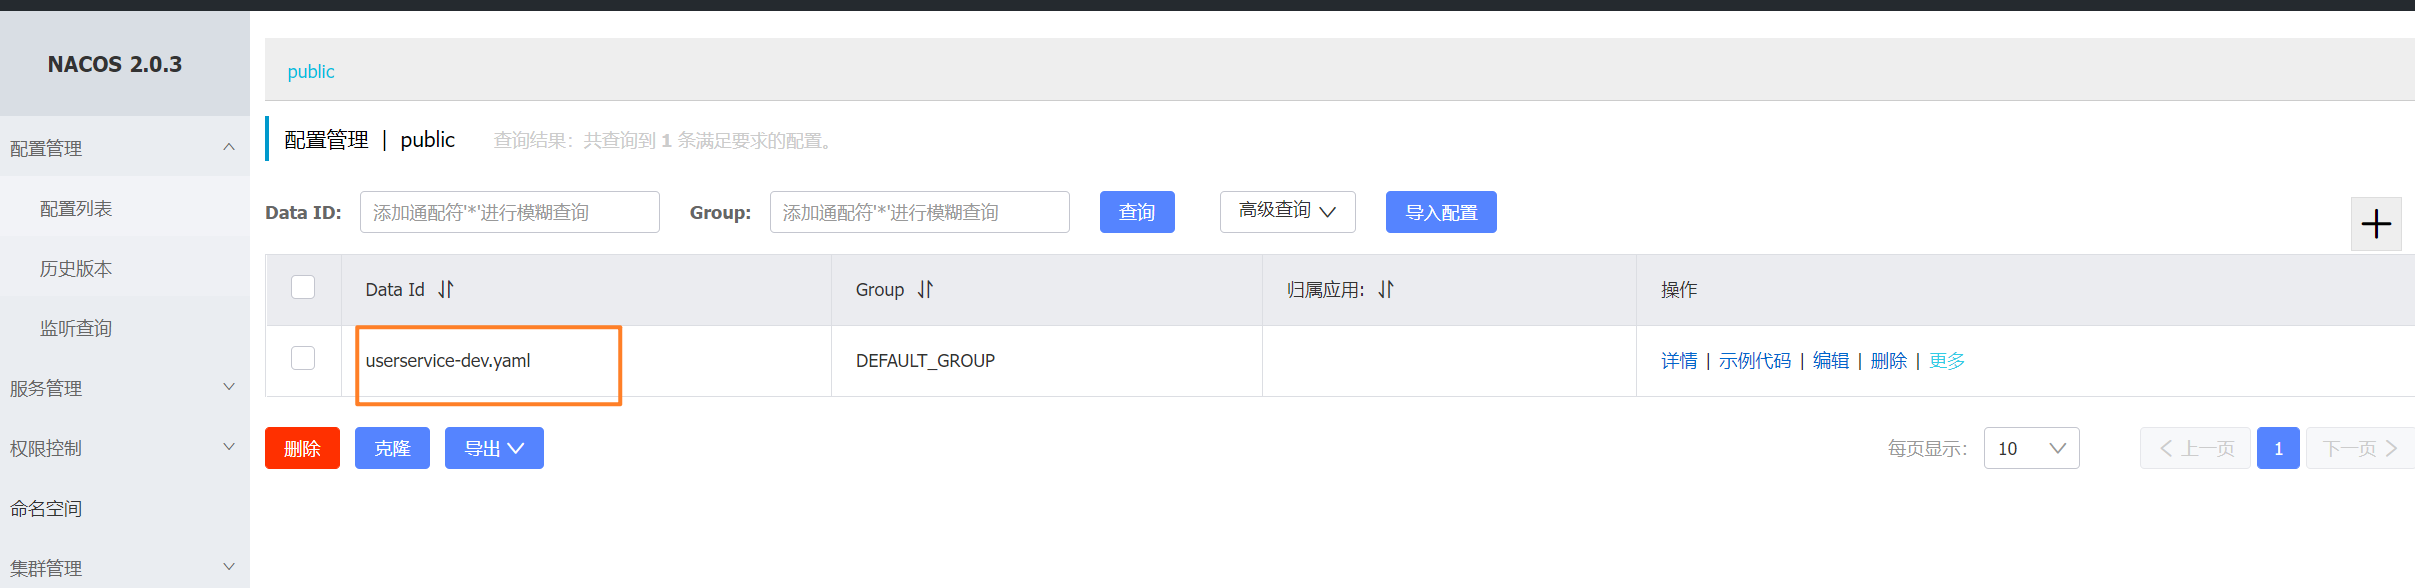 NACOS 2.0.3
配置管理
配置列表
历史版本
监听查询
服务管理
权限控制
命名空间
集群管理
public
配置管理 | public 查询结果：共查询到 1 条满足要求的配置。
Data ID: 添加通配符'*'进行模糊查询 Group: 添加通配符'*'进行模糊查询 查询 高级查询 导入配置
Data Id Group 归属应用: 操作
userservice-dev.yaml DEFAULT_GROUP 详情 | 示例代码 | 编辑 | 删除 | 更多
删除 克隆 导出 每页显示： 10 上一页 1 下一页